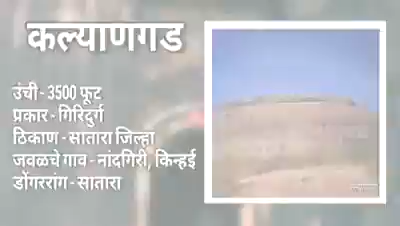 कल्याणगड
उंची - 3500 फूट
प्रकार - गिरिदुर्ग
ठिकाण - सातारा जिल्हा
जवळचे गाव - नांदगिरी, किन्हई
डोंगररांग - सातारा